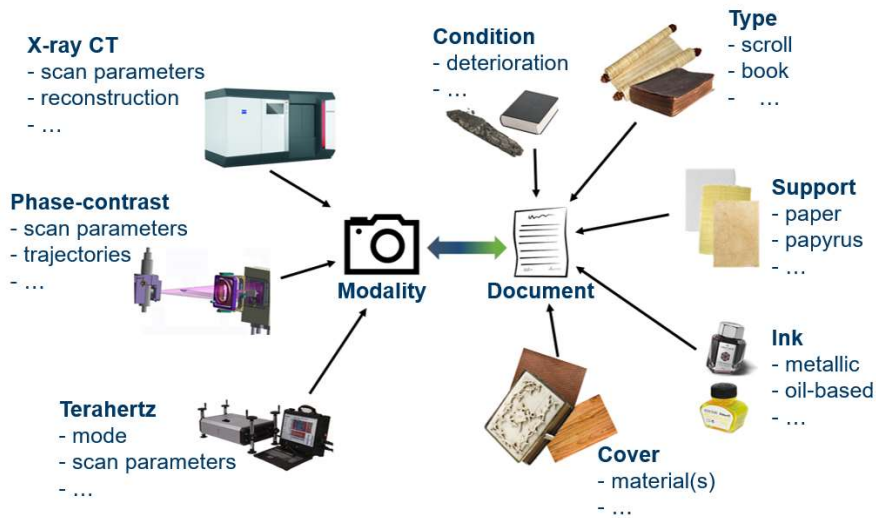 X-ray CT
- scan parameters
- reconstruction
- ...
Condition
- deterioration
- ...
Type
- scroll
- book
- ...
Phase-contrast
- scan parameters
- trajectories
- ...
Modality
Document
Support
- paper
- papyrus
- ...
Terahertz
- mode
- scan parameters
- ...
Cover
- material(s)
- ...
Ink
- metallic
- oil-based
- ...